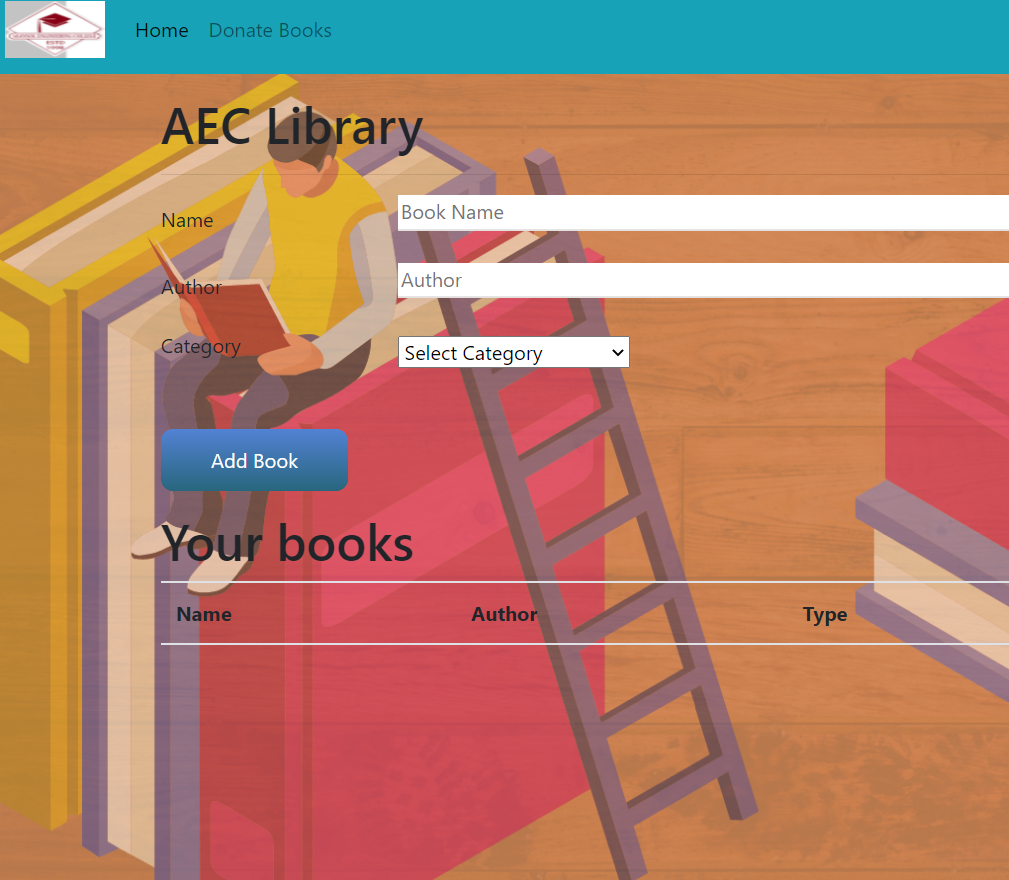 Home Donate Books
AEC Library
Name Book Name
Author Author
Category Select Category
Add Book
Your books
Name Author Type